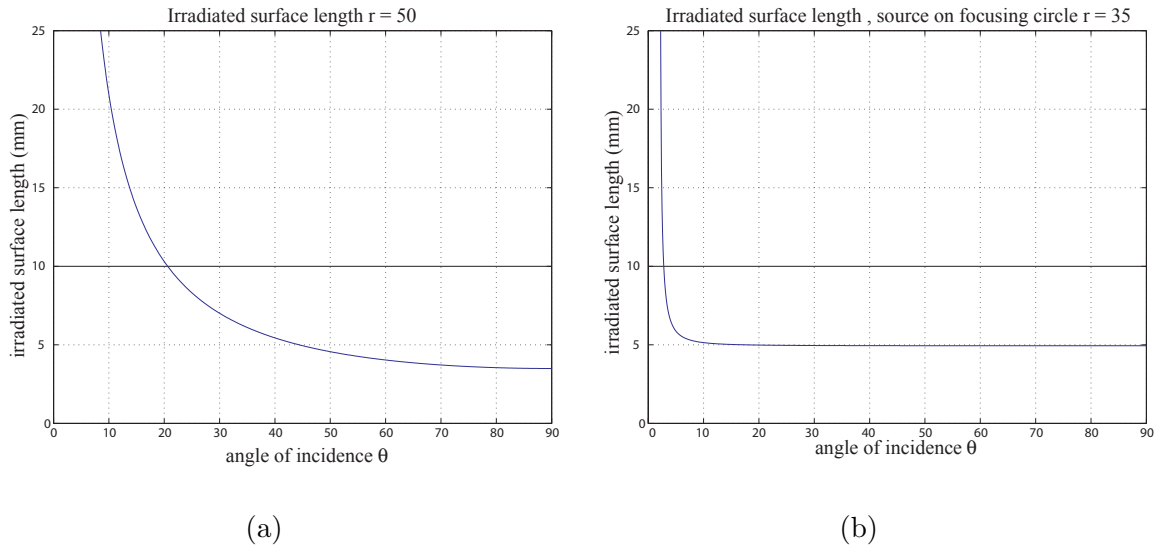 Irradiated surface length r = 50
25
20
15
10
5
0
irradiated surface length (mm)
0 10 20 30 40 50 60 70 80 90
angle of incidence θ
(a)
Irradiated surface length , source on focusing circle r = 35
25
20
15
10
5
0
irradiated surface length (mm)
0 10 20 30 40 50 60 70 80 90
angle of incidence θ
(b)